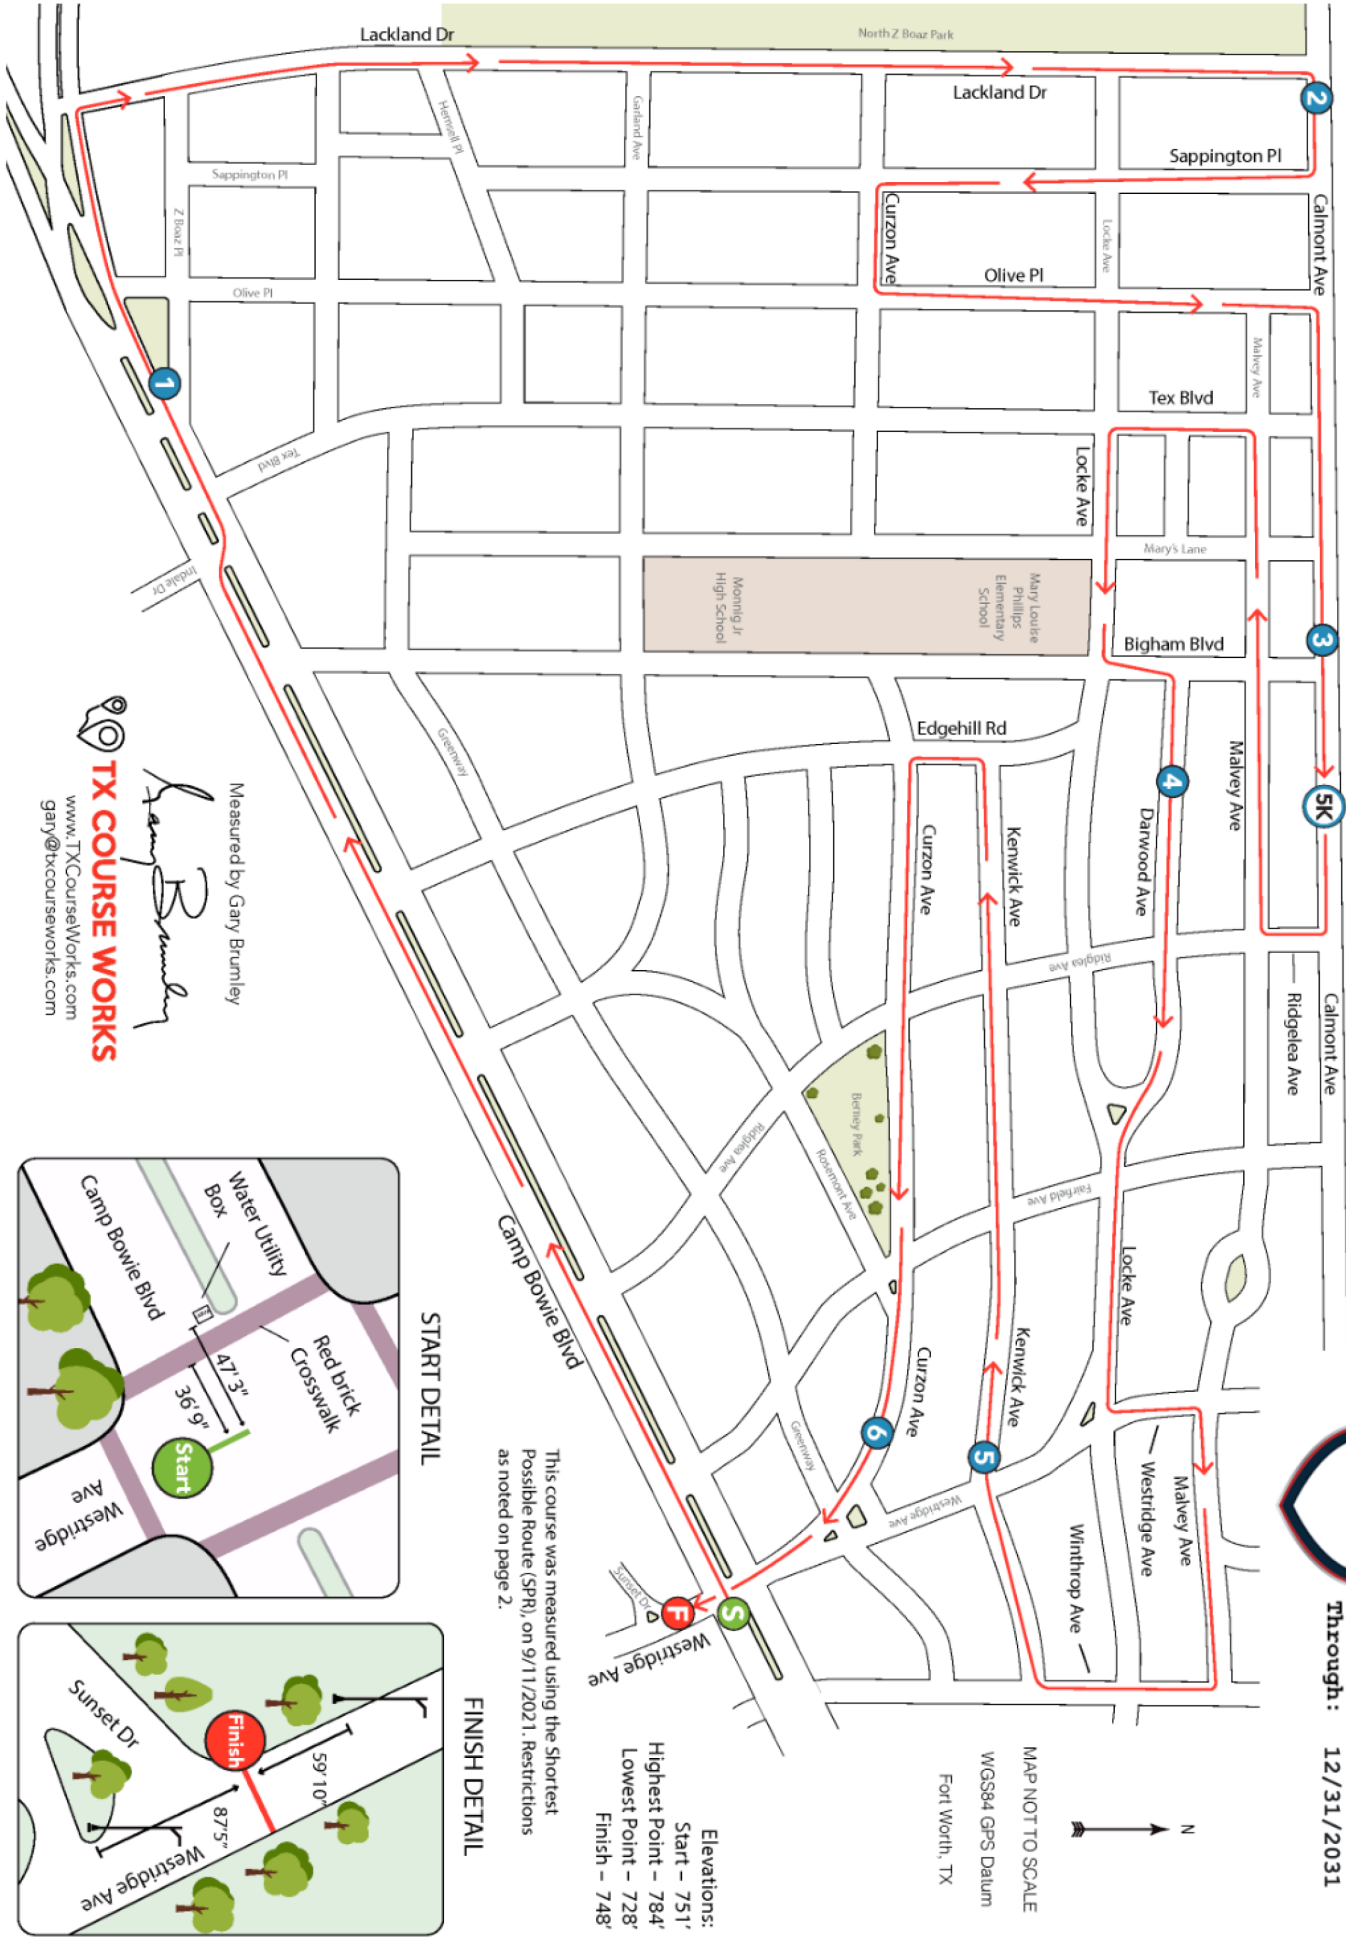 Lackland Dr
North Z Boaz Park
Lackland Dr
2
Sappington Pl
Hemsell Pl
Garland Ave
Sappington Pl
Z Boaz Pl
Olive Pl
Curzon Ave
Locke Ave
Calmont Ave
Olive Pl
1
Malvey Ave
Tex Blvd
Tex Blvd
Locke Ave
Mary's Lane
Indale Dr
Monnig Jr
High School
Mary Louise
Phillips
Elementary
School
Bigham Blvd
3
Edgehill Rd
Greenway
4
Malvey Ave
5K
Darwood Ave
Curzon Ave
Kenwick Ave
Ridglea Ave
Ridgelea Ave
Calmont Ave
Berney Park
Ridglea Ave
Rosemont Ave
Fairfield Ave
Camp Bowie Blvd
Locke Ave
Curzon Ave
Kenwick Ave
6
5
Greenway
Westridge Ave
Westridge Ave
Malvey Ave
Winthrop Ave
Sunset Dr
F
S
Westridge Ave
Measured by Gary Brumley
TX COURSE WORKS
www.TXCourseWorks.com
gary@txcourseworks.com
START DETAIL
Water Utility
Box
Camp Bowie Blvd
Red brick
Crosswalk
47' 3"
36' 9"
Start
Westridge
Ave
This course was measured using the Shortest
Possible Route (SPR), on 9/11/2021. Restrictions
as noted on page 2.
FINISH DETAIL
Sunset Dr
Finish
59' 10"
87'5"
Westridge Ave
Elevations:
Start – 751'
Highest Point – 784'
Lowest Point – 728'
Finish – 748'
N
MAP NOT TO SCALE
WGS84 GPS Datum
Fort Worth, TX
Through: 12/31/2031